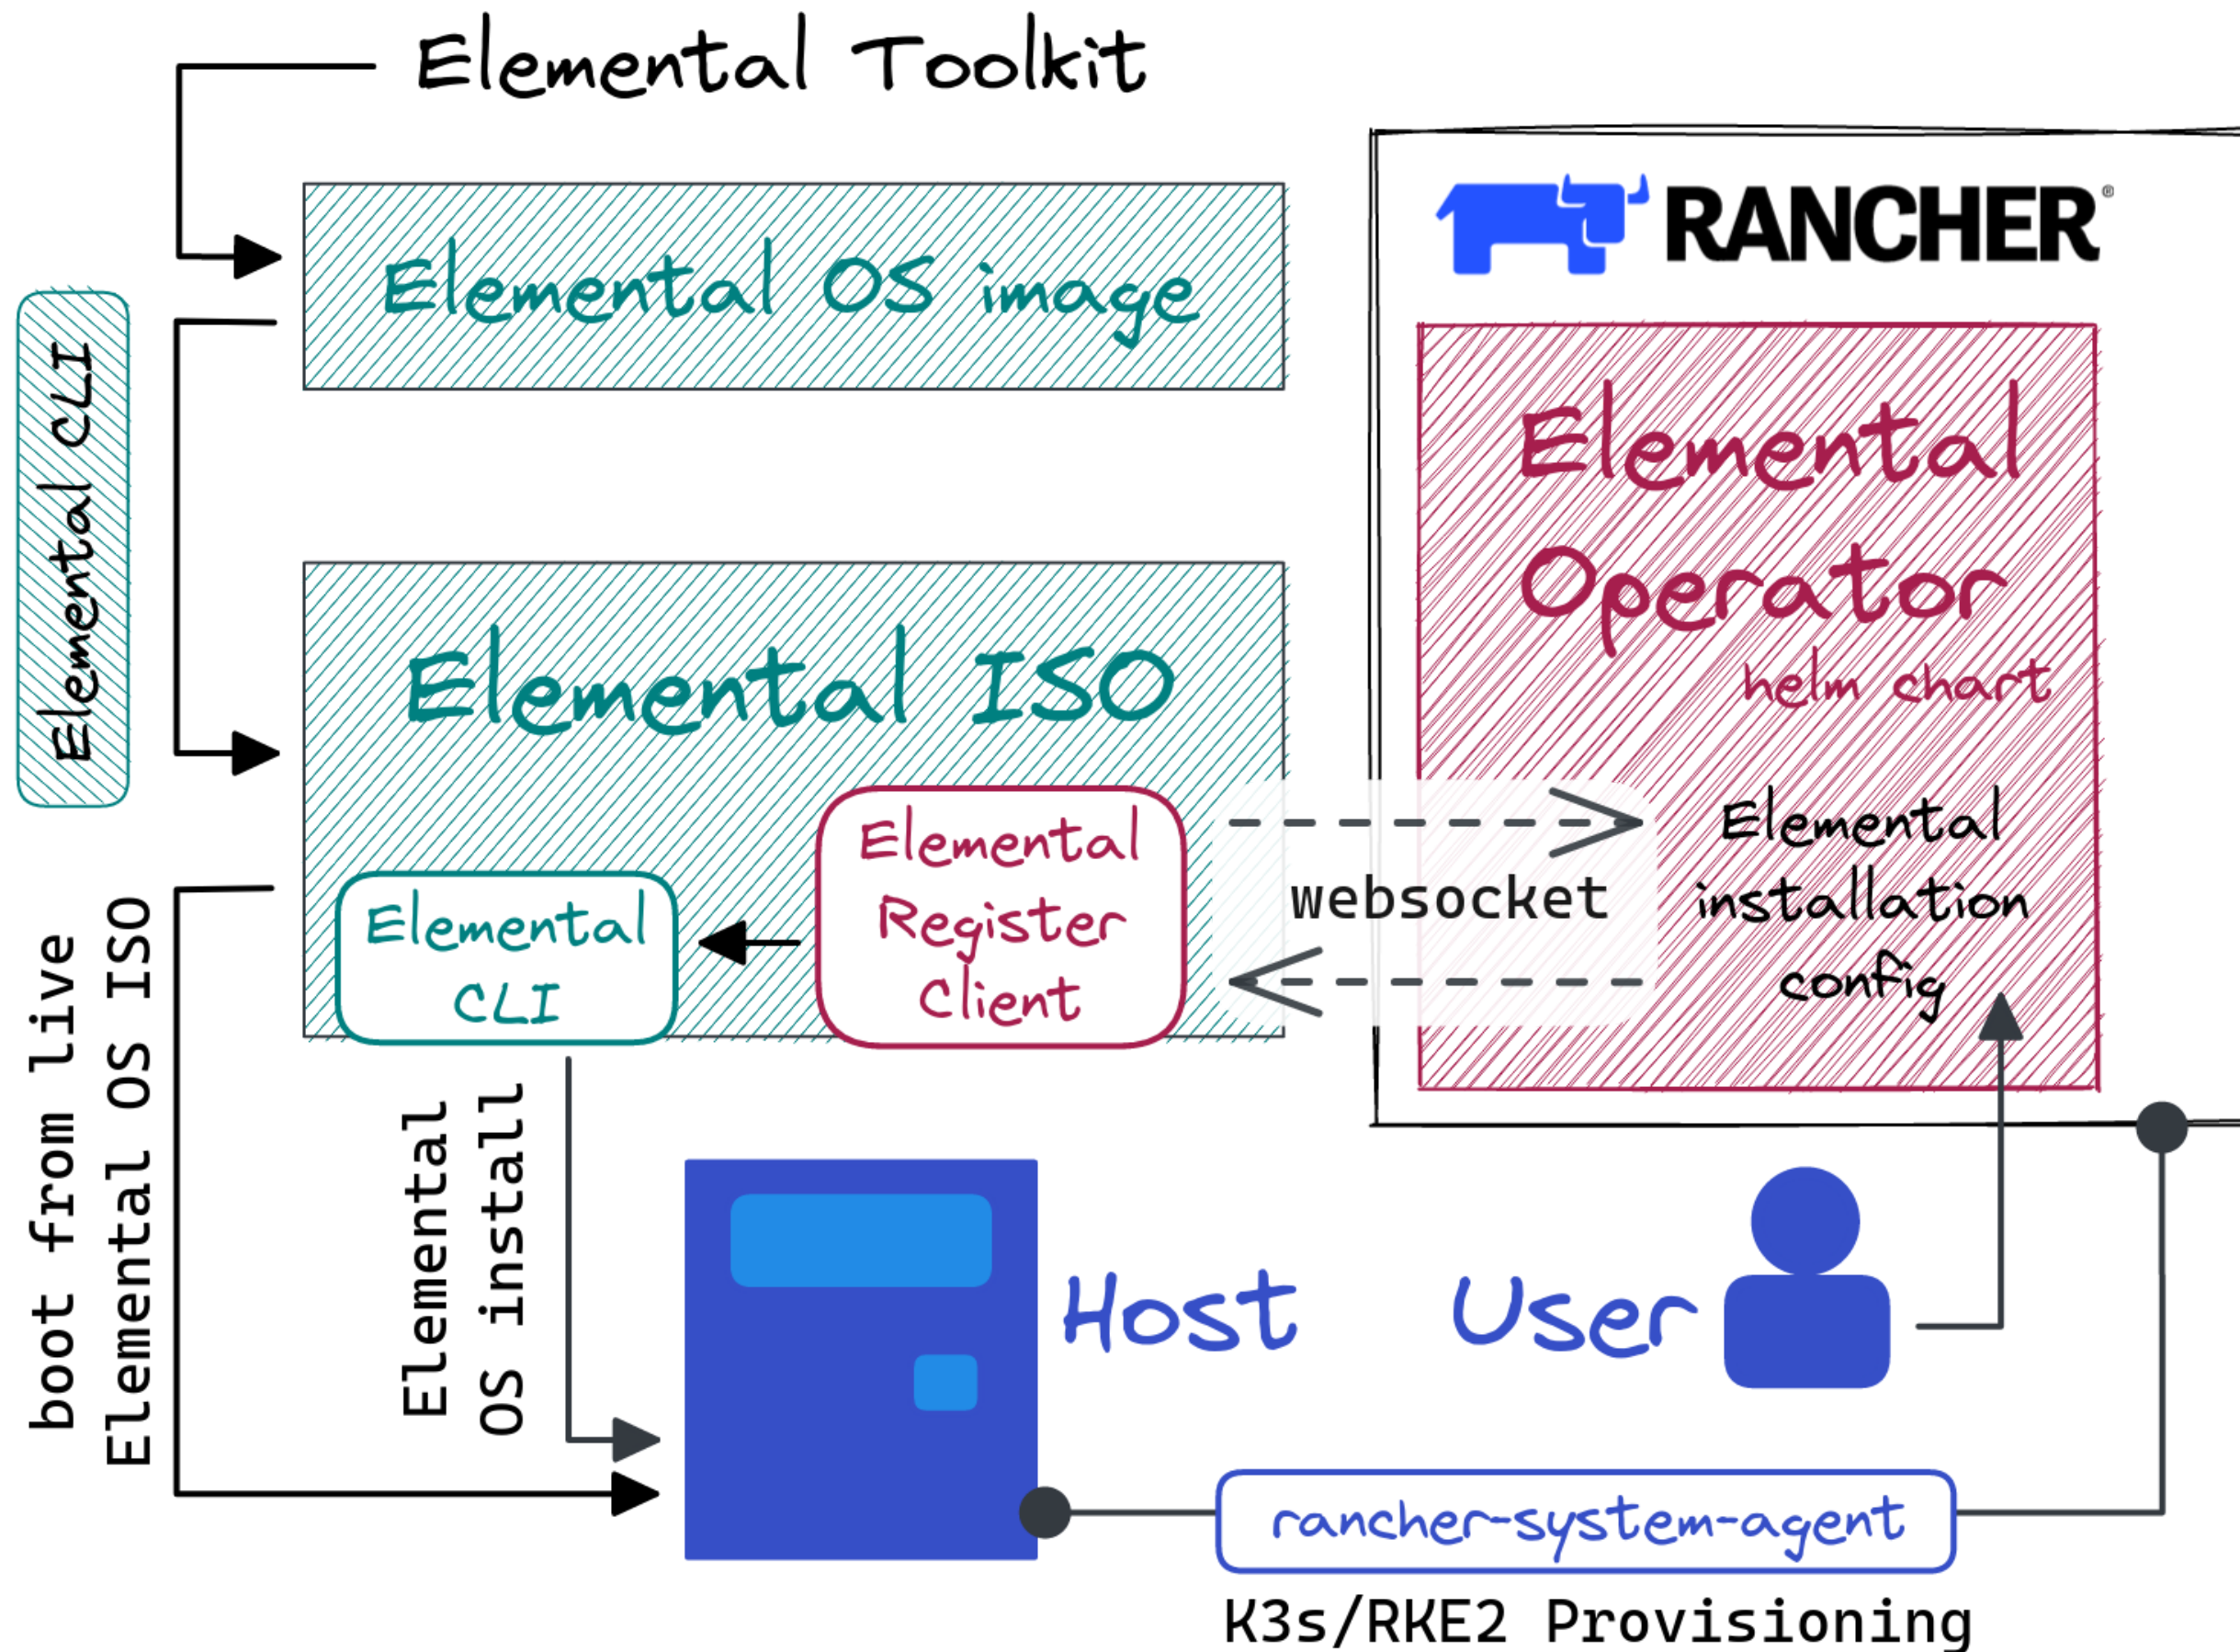 Elemental Toolkit
Elemental OS image
Elemental CLI
Elemental ISO
Elemental
CLI
Elemental
Register
Client
websocket
RANCHER®
Elemental
Operator
helm chart
Elemental
installation
config
boot from live
Elemental OS ISO
Elemental
OS install
Host
User
rancher-system-agent
K3s/RKE2 Provisioning